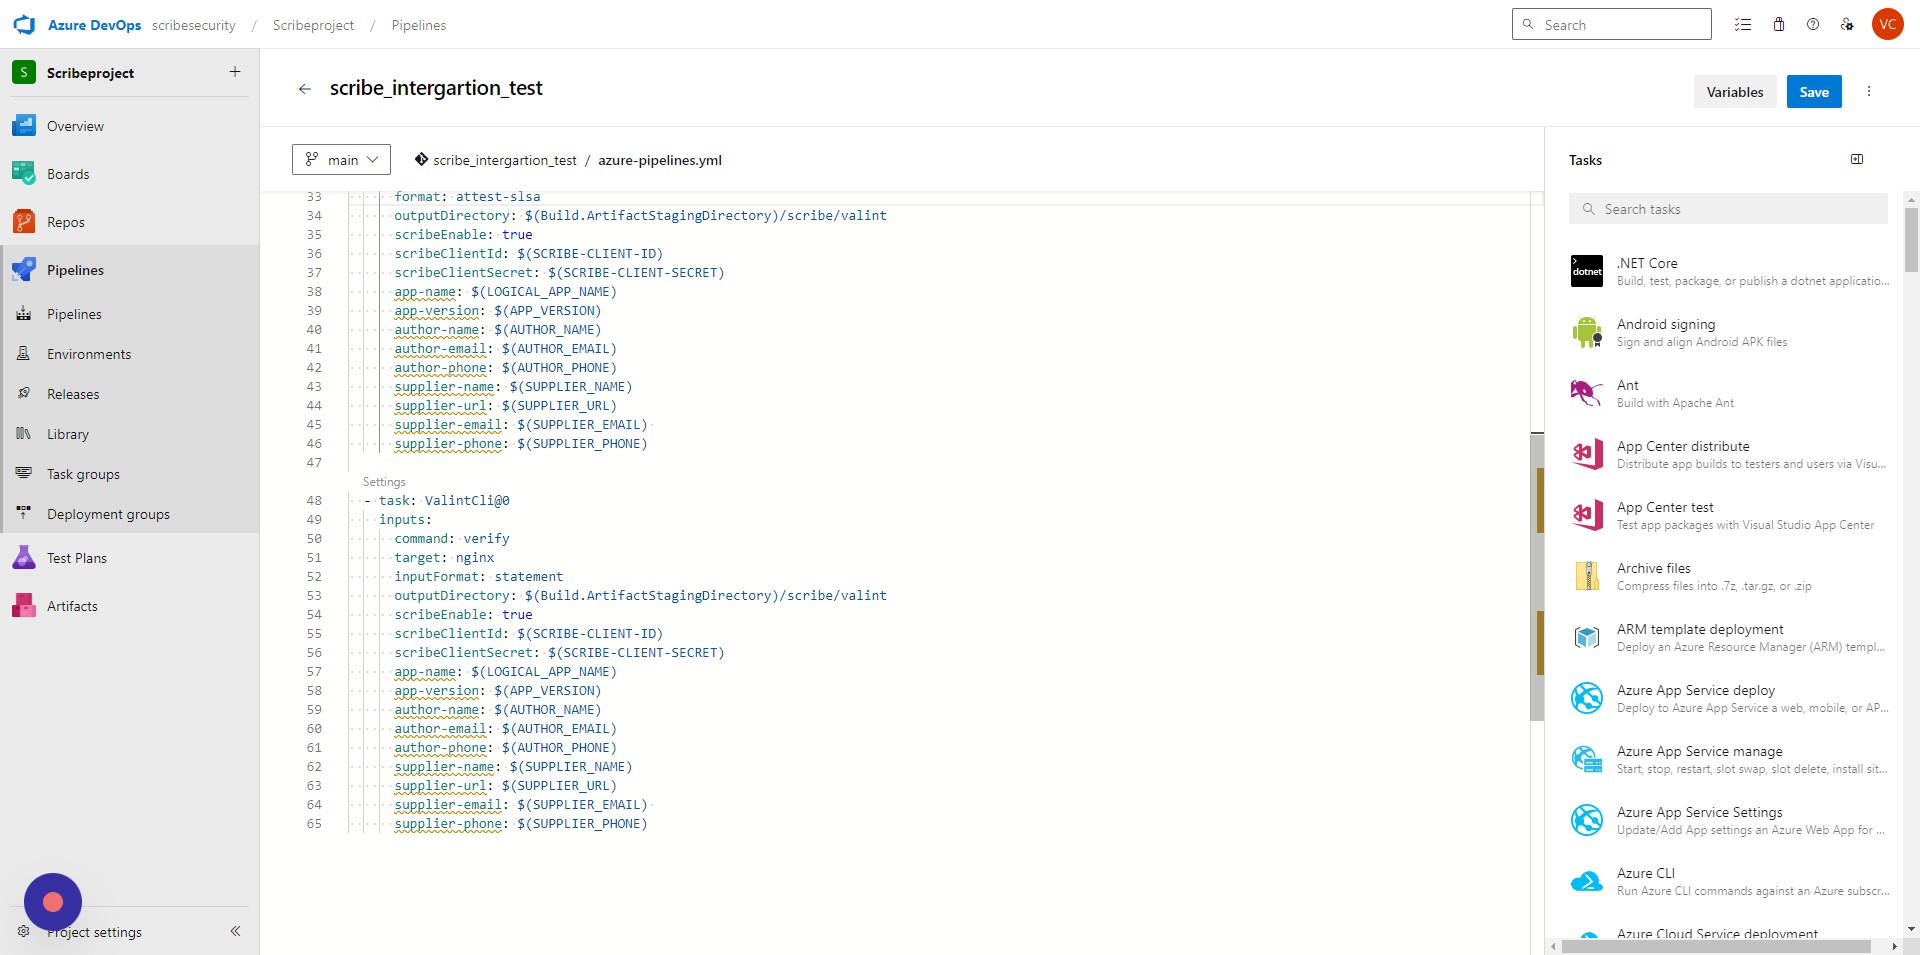 Azure DevOps scribesecurity / Scribeproject / Pipelines
Search
VC
S Scribeproject +
Overview
Boards
Repos
Pipelines
Pipelines
Environments
Releases
Library
Task groups
Deployment groups
Test Plans
Artifacts
Project settings
scribe_intergartion_test
Variables
Save
main
scribe_intergartion_test / azure-pipelines.yml
33 format: attest-slsa
34 outputDirectory: $(Build.ArtifactStagingDirectory)/scribe/valint
35 scribeEnable: true
36 scribeClientId: $(SCRIBE-CLIENT-ID)
37 scribeClientSecret: $(SCRIBE-CLIENT-SECRET)
38 app-name: $(LOGICAL_APP_NAME)
39 app-version: $(APP_VERSION)
40 author-name: $(AUTHOR_NAME)
41 author-email: $(AUTHOR_EMAIL)
42 author-phone: $(AUTHOR_PHONE)
43 supplier-name: $(SUPPLIER_NAME)
44 supplier-url: $(SUPPLIER_URL)
45 supplier-email: $(SUPPLIER_EMAIL)
46 supplier-phone: $(SUPPLIER_PHONE)
47
Settings
48 - task: ValintCli@0
49 inputs:
50 command: verify
51 target: nginx
52 inputFormat: statement
53 outputDirectory: $(Build.ArtifactStagingDirectory)/scribe/valint
54 scribeEnable: true
55 scribeClientId: $(SCRIBE-CLIENT-ID)
56 scribeClientSecret: $(SCRIBE-CLIENT-SECRET)
57 app-name: $(LOGICAL_APP_NAME)
58 app-version: $(APP_VERSION)
59 author-name: $(AUTHOR_NAME)
60 author-email: $(AUTHOR_EMAIL)
61 author-phone: $(AUTHOR_PHONE)
62 supplier-name: $(SUPPLIER_NAME)
63 supplier-url: $(SUPPLIER_URL)
64 supplier-email: $(SUPPLIER_EMAIL)
65 supplier-phone: $(SUPPLIER_PHONE)
Tasks
Search tasks
dotnet
.NET Core
Build, test, package, or publish a dotnet applicatio...
Android signing
Sign and align Android APK files
Ant
Build with Apache Ant
App Center distribute
Distribute app builds to testers and users via Visu...
App Center test
Test app packages with Visual Studio App Center
Archive files
Compress files into .7z, .tar.gz, or .zip
ARM template deployment
Deploy an Azure Resource Manager (ARM) templ...
Azure App Service deploy
Deploy to Azure App Service a web, mobile, or AP...
Azure App Service manage
Start, stop, restart, slot swap, slot delete, install sit...
Azure App Service Settings
Update/Add App settings an Azure Web App for ...
Azure CLI
Run Azure CLI commands against an Azure subscr...
Azure Cloud Service deployment